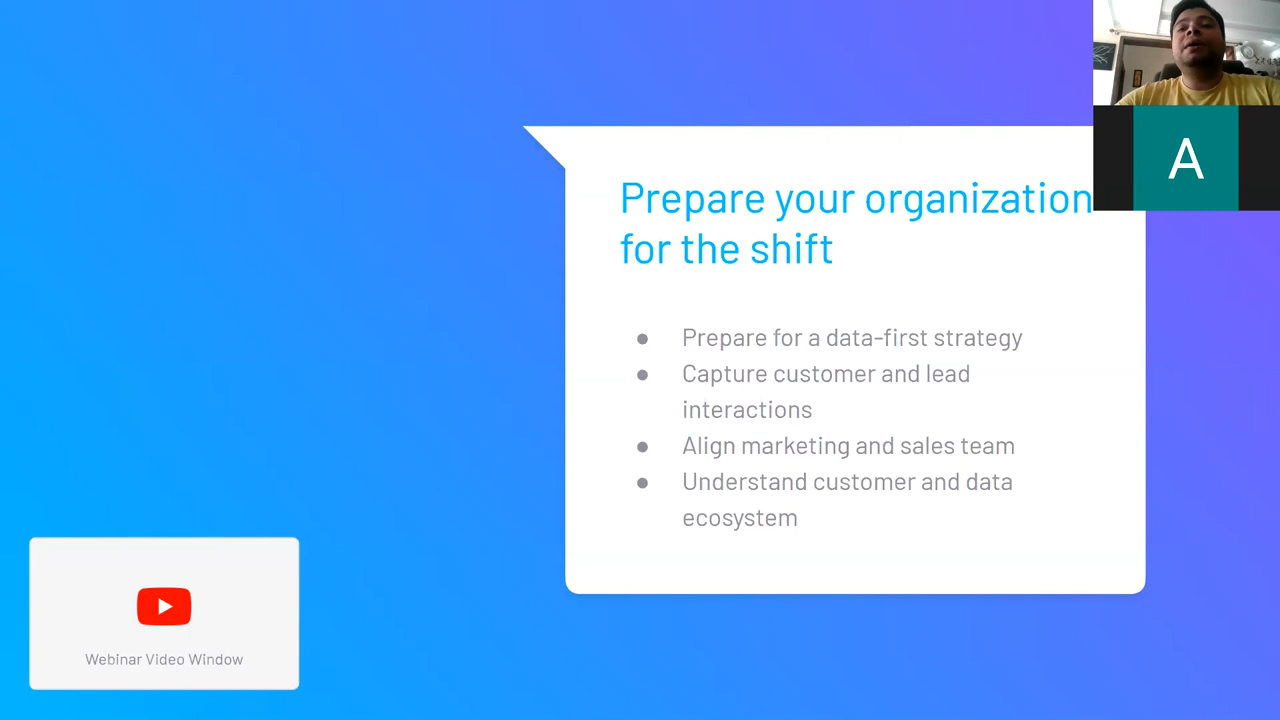 Prepare your organization
for the shift
● Prepare for a data-first strategy
● Capture customer and lead
interactions
● Align marketing and sales team
● Understand customer and data
ecosystem
A
Webinar Video Window